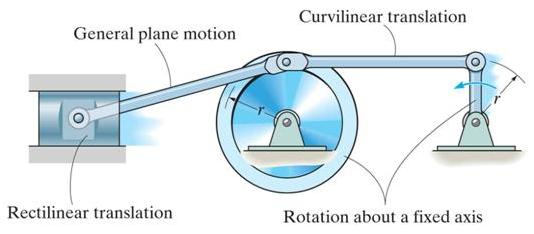 Curvilinear translation
General plane motion
r
r
Rectilinear translation
Rotation about a fixed axis